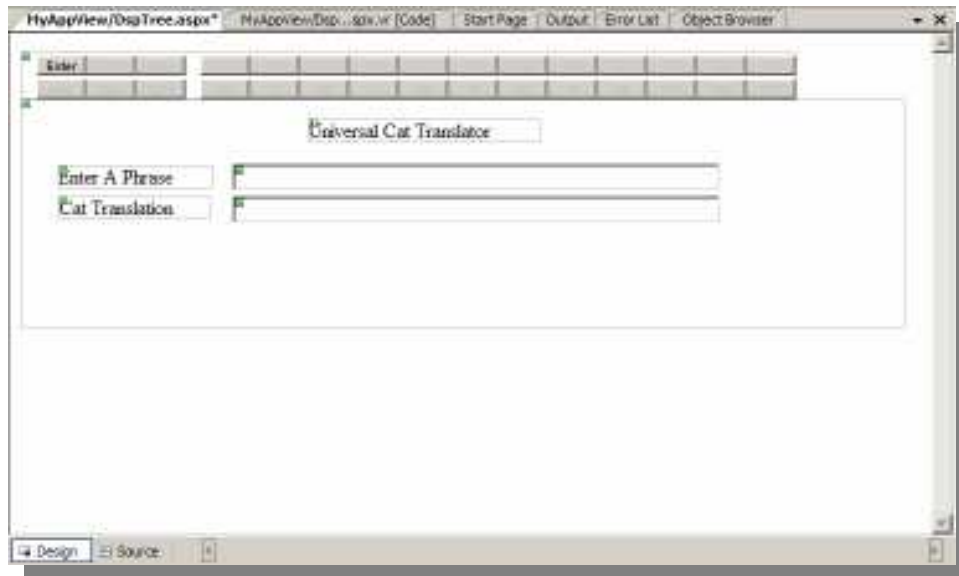 MyAppView/DspTree.aspx* MyAppView/Dsp...spx.vr [Code] Start Page Output Error List Object Browser
Enter
Universal Cat Translator
Enter A Phrase
Cat Translation
Design Source